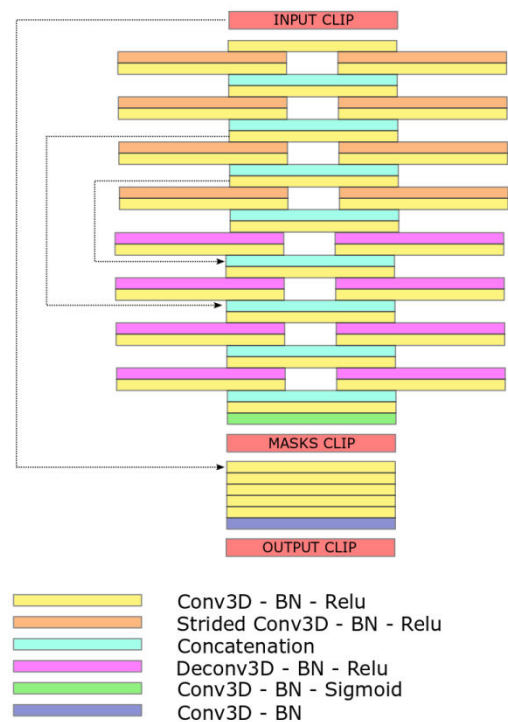 INPUT CLIP
MASKS CLIP
OUTPUT CLIP
Conv3D - BN - Relu
Strided Conv3D - BN - Relu
Concatenation
Deconv3D - BN - Relu
Conv3D - BN - Sigmoid
Conv3D - BN